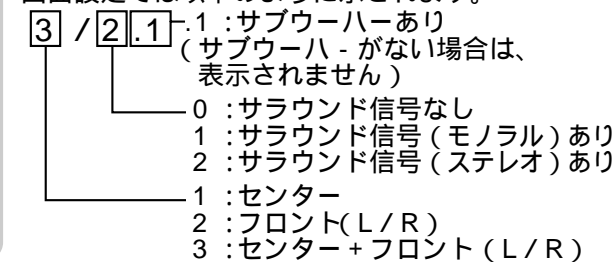 画面設定では以下のように示されます。
3 / 2 .1 .1 :サブウーハーあり
(サブウーハ - がない場合は、
表示されません)
0 :サラウンド信号なし
1 :サラウンド信号(モノラル)あり
2 :サラウンド信号(ステレオ)あり
1 :センター
2 :フロント(L/R)
3 :センター+フロント(L/R)